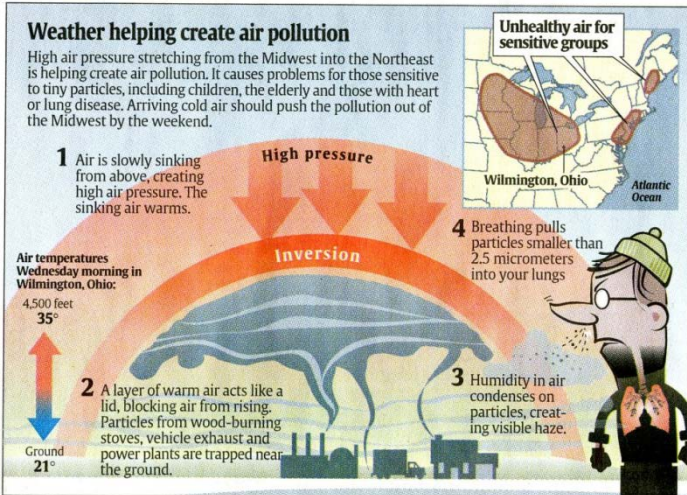 Weather helping create air pollution
High air pressure stretching from the Midwest into the Northeast
is helping create air pollution. It causes problems for those sensitive
to tiny particles, including children, the elderly and those with heart
or lung disease. Arriving cold air should push the pollution out of
the Midwest by the weekend.
Unhealthy air for
sensitive groups
Wilmington, Ohio
Atlantic
Ocean
1 Air is slowly sinking
from above, creating
high air pressure. The
sinking air warms.
High pressure
Inversion
Air temperatures
Wednesday morning in
Wilmington, Ohio:
4,500 feet
35°
Ground
21°
2 A layer of warm air acts like a
lid, blocking air from rising.
Particles from wood-burning
stoves, vehicle exhaust and
power plants are trapped near
the ground.
3 Humidity in air
condenses on
particles, creat-
ing visible haze.
4 Breathing pulls
particles smaller than
2.5 micrometers
into your lungs